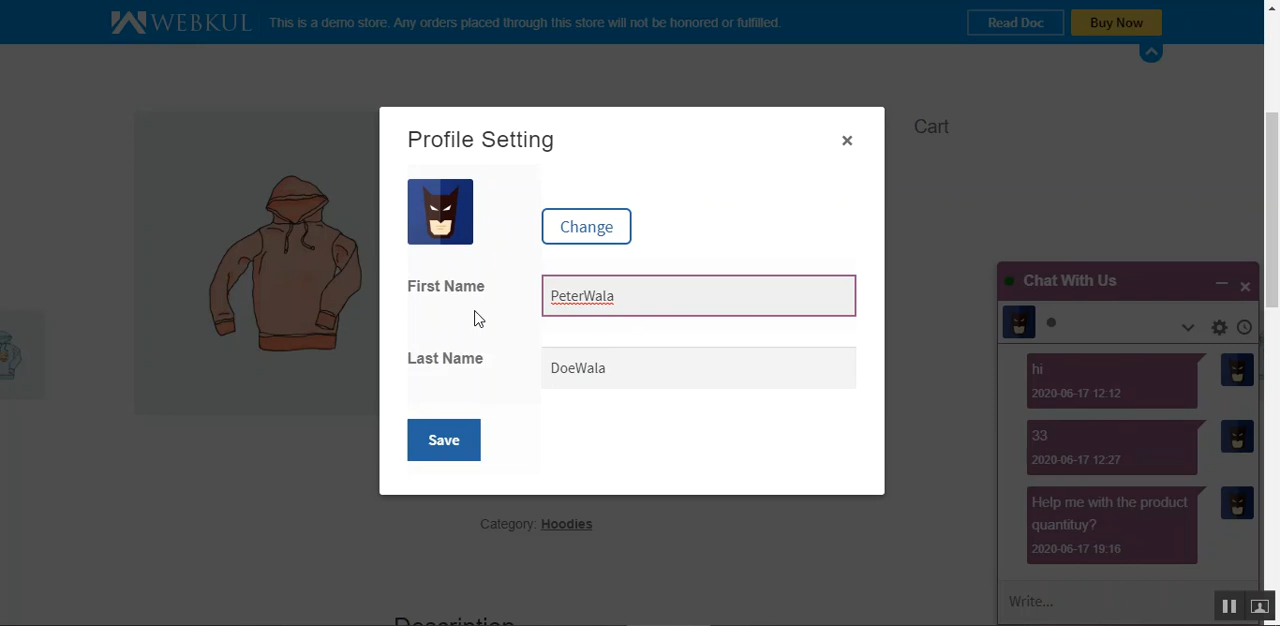 WEBKUL
This is a demo store. Any orders placed through this store will not be honored or fulfilled.
Read Doc
Buy Now
Profile Setting
×
Cart
Change
First Name
PeterWala
Last Name
DoeWala
Save
Category: Hoodies
Description
Chat With Us
hi
2020-06-17 12:12
33
2020-06-17 12:27
Help me with the product
quantituy?
2020-06-17 19:16
Write...